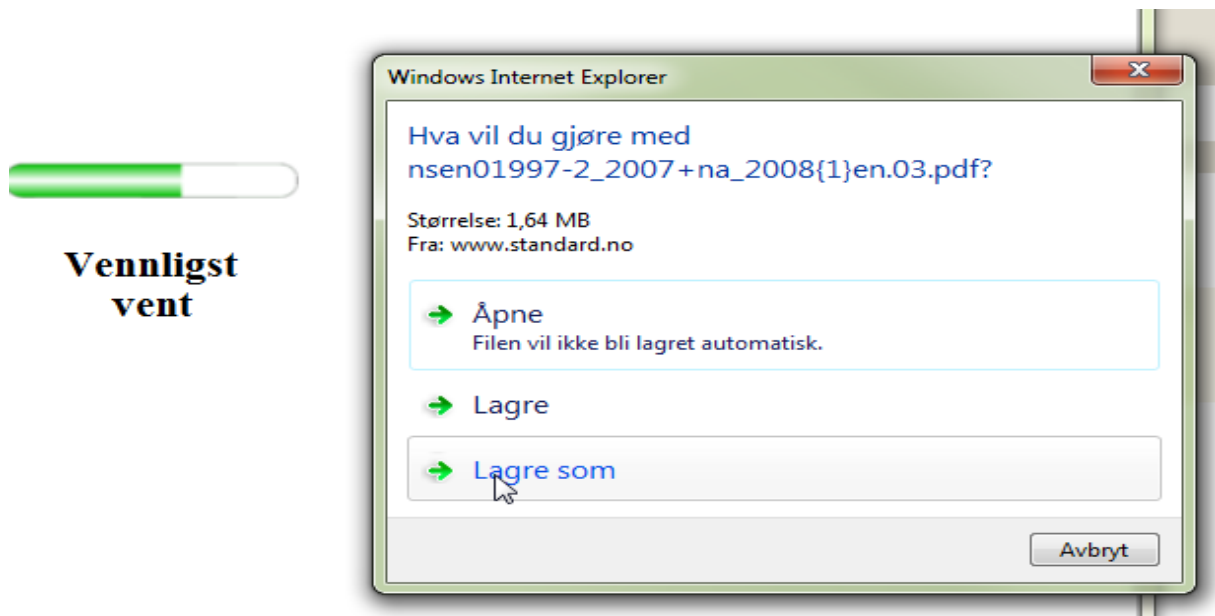 Windows Internet Explorer
Hva vil du gjøre med
nsen01997-2_2007+na_2008{1}en.03.pdf?
Størrelse: 1,64 MB
Fra: www.standard.no
Vennligst
vent
Åpne
Filen vil ikke bli lagret automatisk.
Lagre
Lagre som
Avbryt